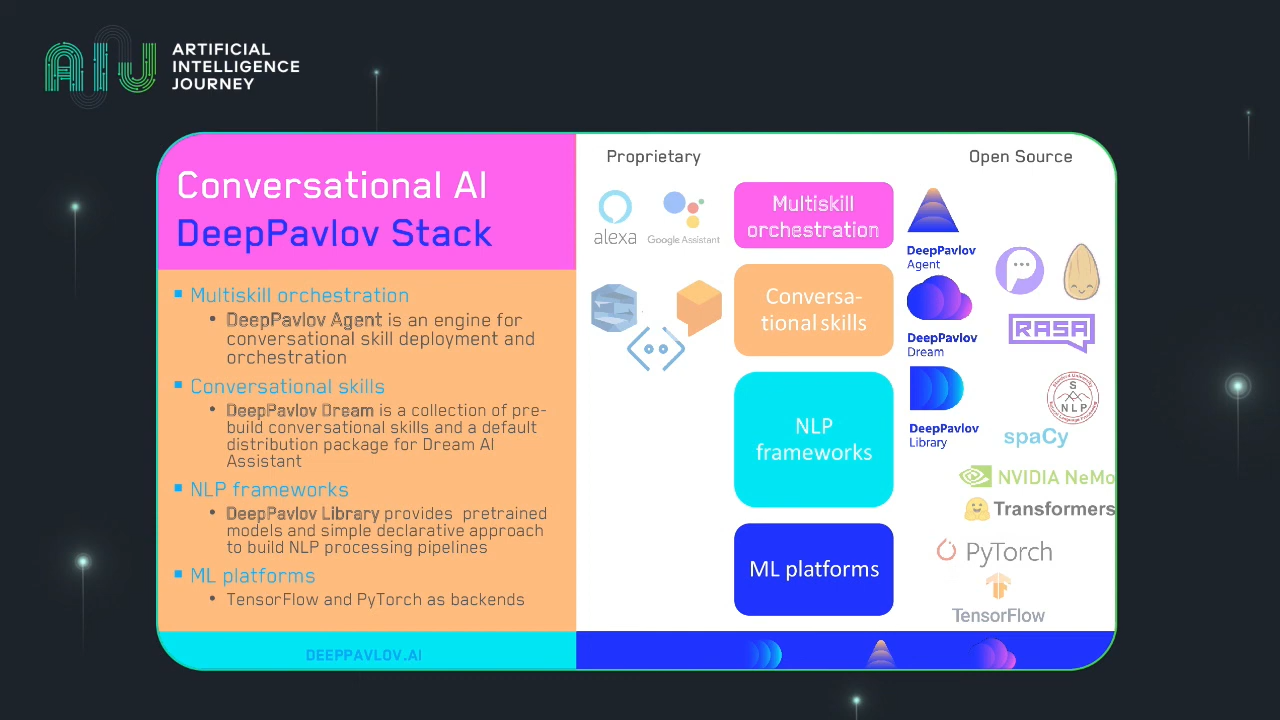 ARTIFICIAL
INTELLIGENCE
JOURNEY
Conversational AI
DeepPavlov Stack
Multiskill orchestration
DeepPavlov Agent is an engine for
conversational skill deployment and
orchestration
Conversational skills
DeepPavlov Dream is a collection of pre-
build conversational skills and a default
distribution package for Dream AI
Assistant
NLP frameworks
DeepPavlov Library provides pretrained
models and simple declarative approach
to build NLP processing pipelines
ML platforms
TensorFlow and PyTorch as backends
DEEPPAVLOV.AI
Proprietary
Open Source
alexa
Google Assistant
Multiskill
orchestration
DeepPavlov
Agent
Conversa-
tional skills
DeepPavlov
Dream
RASA
NLP
frameworks
DeepPavlov
Library
S
NLP
spaCy
NVIDIA NeMo
Transformers
ML platforms
PyTorch
TensorFlow